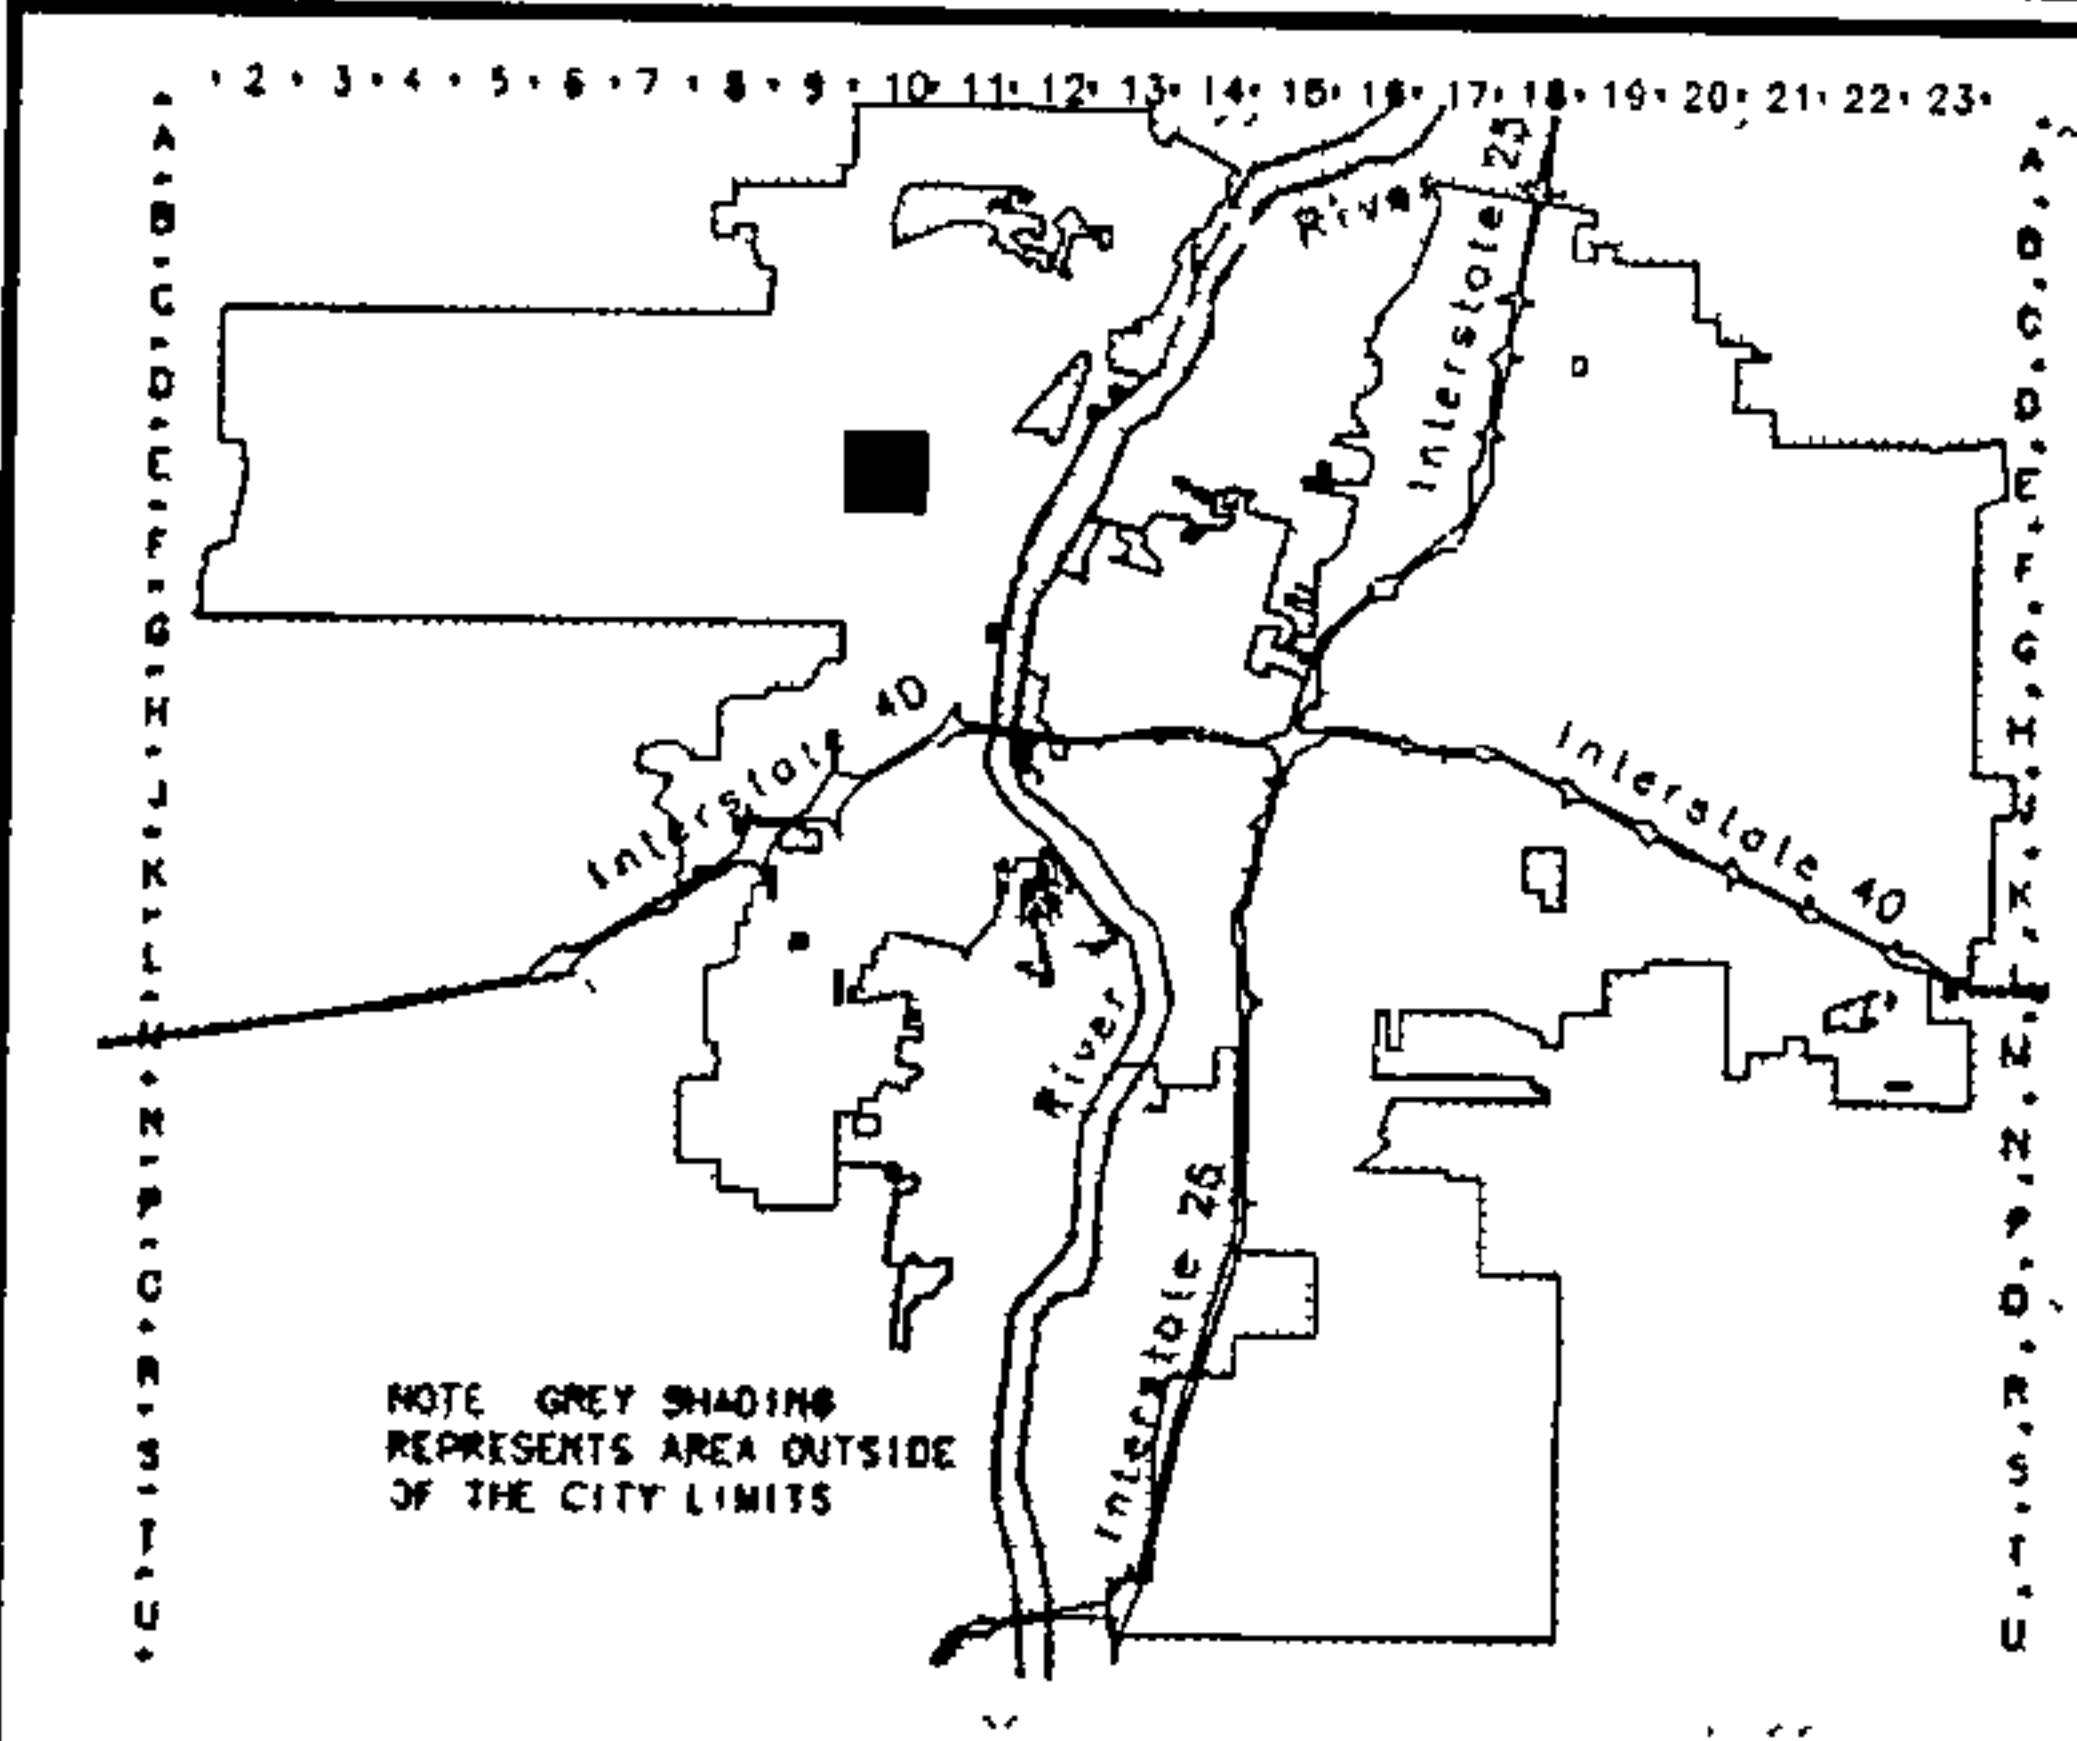 2 3 4 5 6 7 8 9 10 11 12 13 14 15 16 17 18 19 20 21 22 23
A A
B B
C C
D D
E E
F F
G G
H H
J J
K K
L L
M M
N N
P P
Q Q
R R
S S
T T
U U
River
Interstate 25
Interstate 40
Interstate 40
River
Interstate 25
NOTE GREY SHADING
REPRESENTS AREA OUTSIDE
OF THE CITY LIMITS